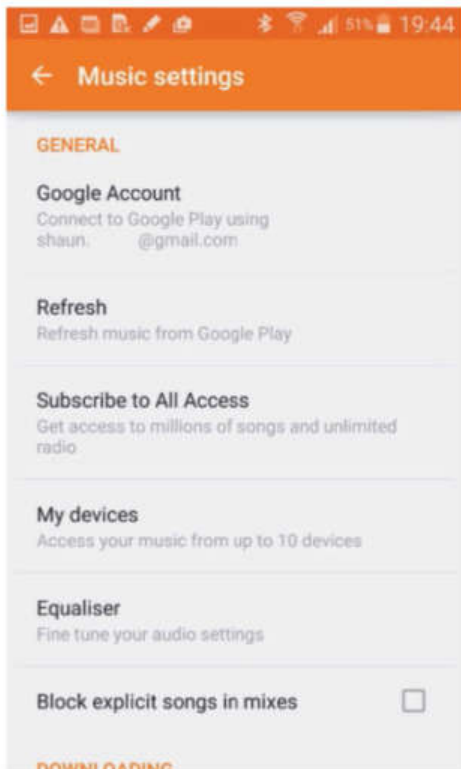 51% 19:44
Music settings
GENERAL
Google Account
Connect to Google Play using
shaun. @gmail.com
Refresh
Refresh music from Google Play
Subscribe to All Access
Get access to millions of songs and unlimited
radio
My devices
Access your music from up to 10 devices
Equaliser
Fine tune your audio settings
Block explicit songs in mixes
DOWNLOADING